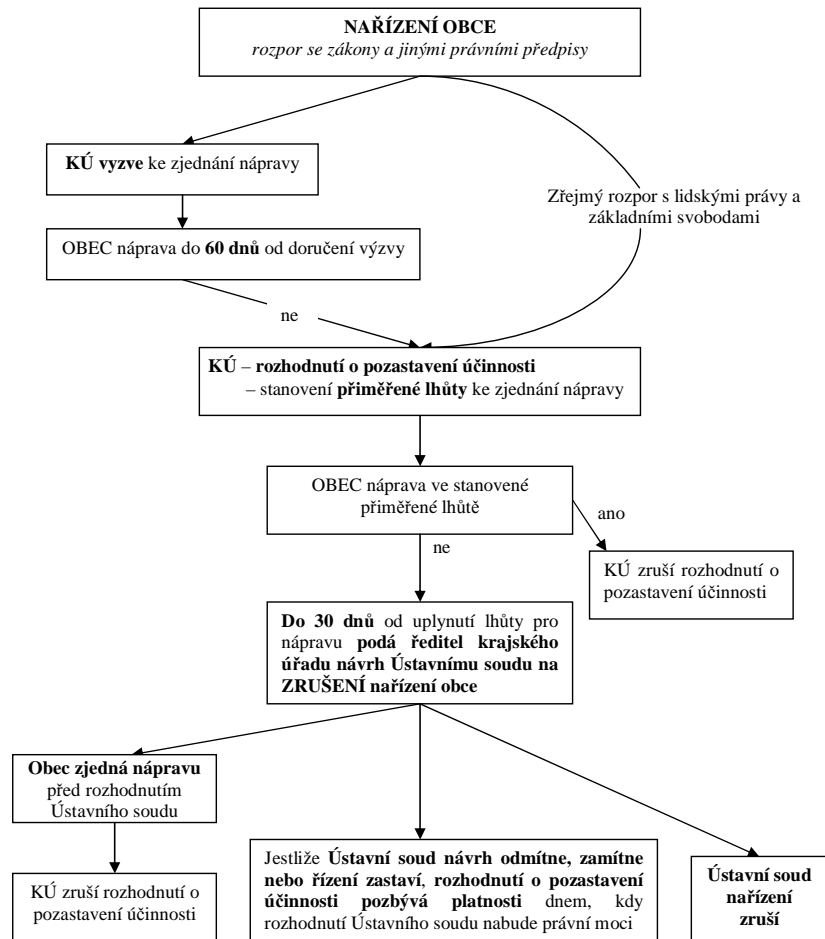 NAŘÍZENÍ OBCE
rozpor se zákony a jinými právními předpisy
KÚ vyzve ke zjednání nápravy
Zřejmý rozpor s lidskými právy a
základními svobodami
OBEC náprava do 60 dnů od doručení výzvy
ne
KÚ – rozhodnutí o pozastavení účinnosti
– stanovení přiměřené lhůty ke zjednání nápravy
OBEC náprava ve stanovené
přiměřené lhůtě
ano
ne
KÚ zruší rozhodnutí o
pozastavení účinnosti
Do 30 dnů od uplynutí lhůty pro
nápravu podá ředitel krajského
úřadu návrh Ústavnímu soudu na
ZRUŠENÍ nařízení obce
Obec zjedná nápravu
před rozhodnutím
Ústavního soudu
KÚ zruší rozhodnutí o
pozastavení účinnosti
Jestliže Ústavní soud návrh odmítne, zamítne
nebo řízení zastaví, rozhodnutí o pozastavení
účinnosti pozbývá platnosti dnem, kdy
rozhodnutí Ústavního soudu nabude právní moci
Ústavní soud
nařízení
zruší